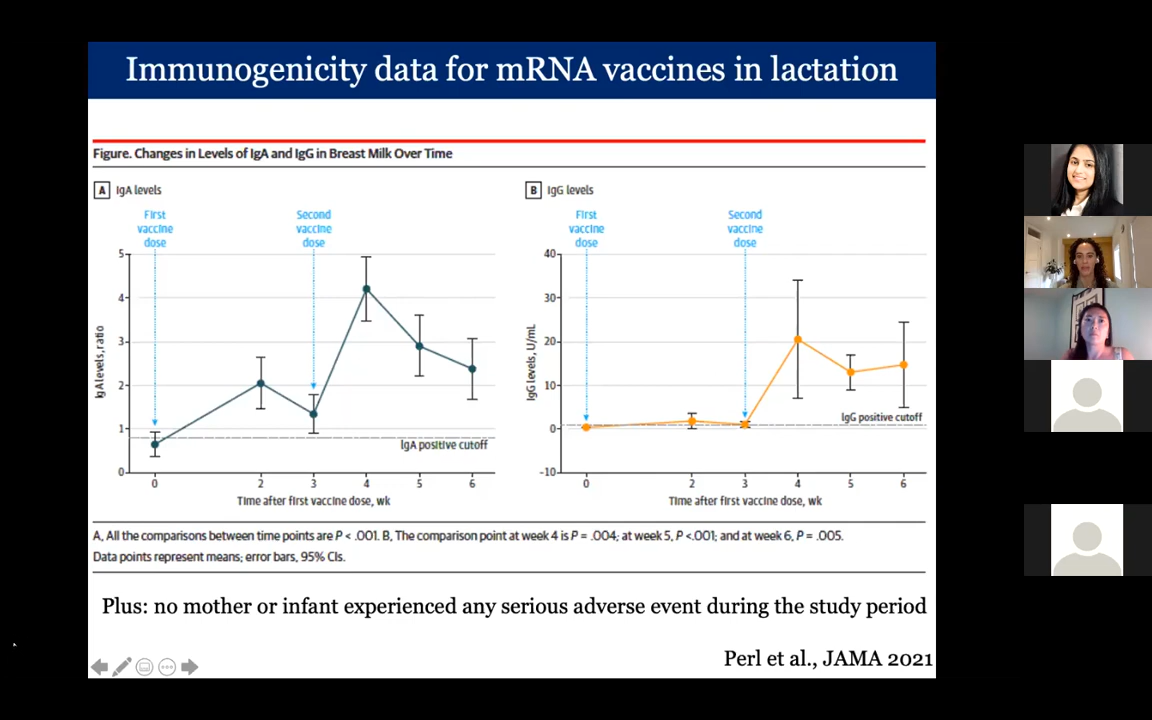 Immunogenicity data for mRNA vaccines in lactation
Figure. Changes in Levels of IgA and IgG in Breast Milk Over Time
A IgA levels
First
vaccine
dose
Second
vaccine
dose
5
4
3
2
1
0
IgA levels, ratio
IgA positive cutoff
0 2 3 4 5 6
Time after first vaccine dose, wk
B IgG levels
First
vaccine
dose
Second
vaccine
dose
40
30
20
10
0
-10
IgG levels, U/mL
IgG positive cutoff
0 2 3 4 5 6
Time after first vaccine dose, wk
A, All the comparisons between time points are P < .001. B, The comparison point at week 4 is P = .004; at week 5, P <.001; and at week 6, P = .005.
Data points represent means; error bars, 95% CIs.
Plus: no mother or infant experienced any serious adverse event during the study period
Perl et al., JAMA 2021